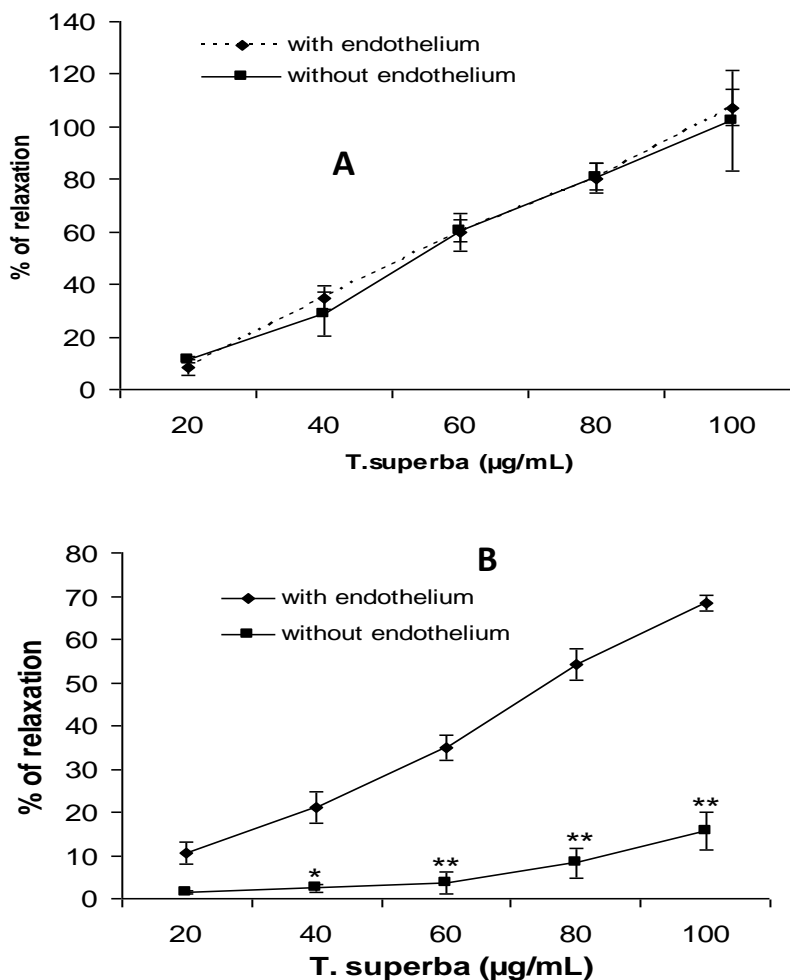 140
120
100
80
60
40
20
0
% of relaxation
with endothelium
without endothelium
A
20 40 60 80 100
T.superba (µg/mL)
80
70
60
50
40
30
20
10
0
% of relaxation
B
with endothelium
without endothelium
* ** ** **
20 40 60 80 100
T. superba (µg/mL)